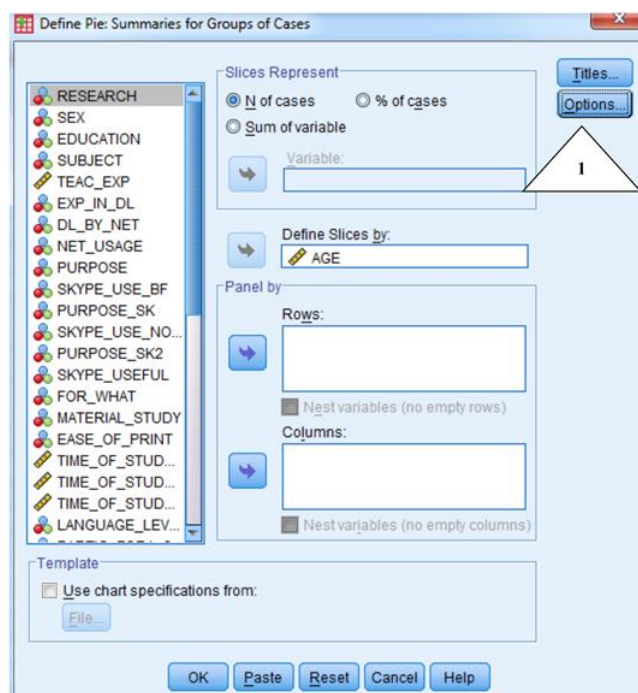 Define Pie: Summaries for Groups of Cases
RESEARCH
SEX
EDUCATION
SUBJECT
TEAC_EXP
EXP_IN_DL
DL_BY_NET
NET_USAGE
PURPOSE
SKYPE_USE_BF
PURPOSE_SK
SKYPE_USE_NO...
PURPOSE_SK2
SKYPE_USEFUL
FOR_WHAT
MATERIAL_STUDY
EASE_OF_PRINT
TIME_OF_STUD...
TIME_OF_STUD...
TIME_OF_STUD...
LANGUAGE_LEV...
Slices Represent
N of cases
% of cases
Sum of variable
Variable:
Define Slices by:
AGE
Panel by
Rows:
Nest variables (no empty rows)
Columns:
Nest variables (no empty columns)
Titles...
Options...
1
Template
Use chart specifications from:
File...
OK
Paste
Reset
Cancel
Help